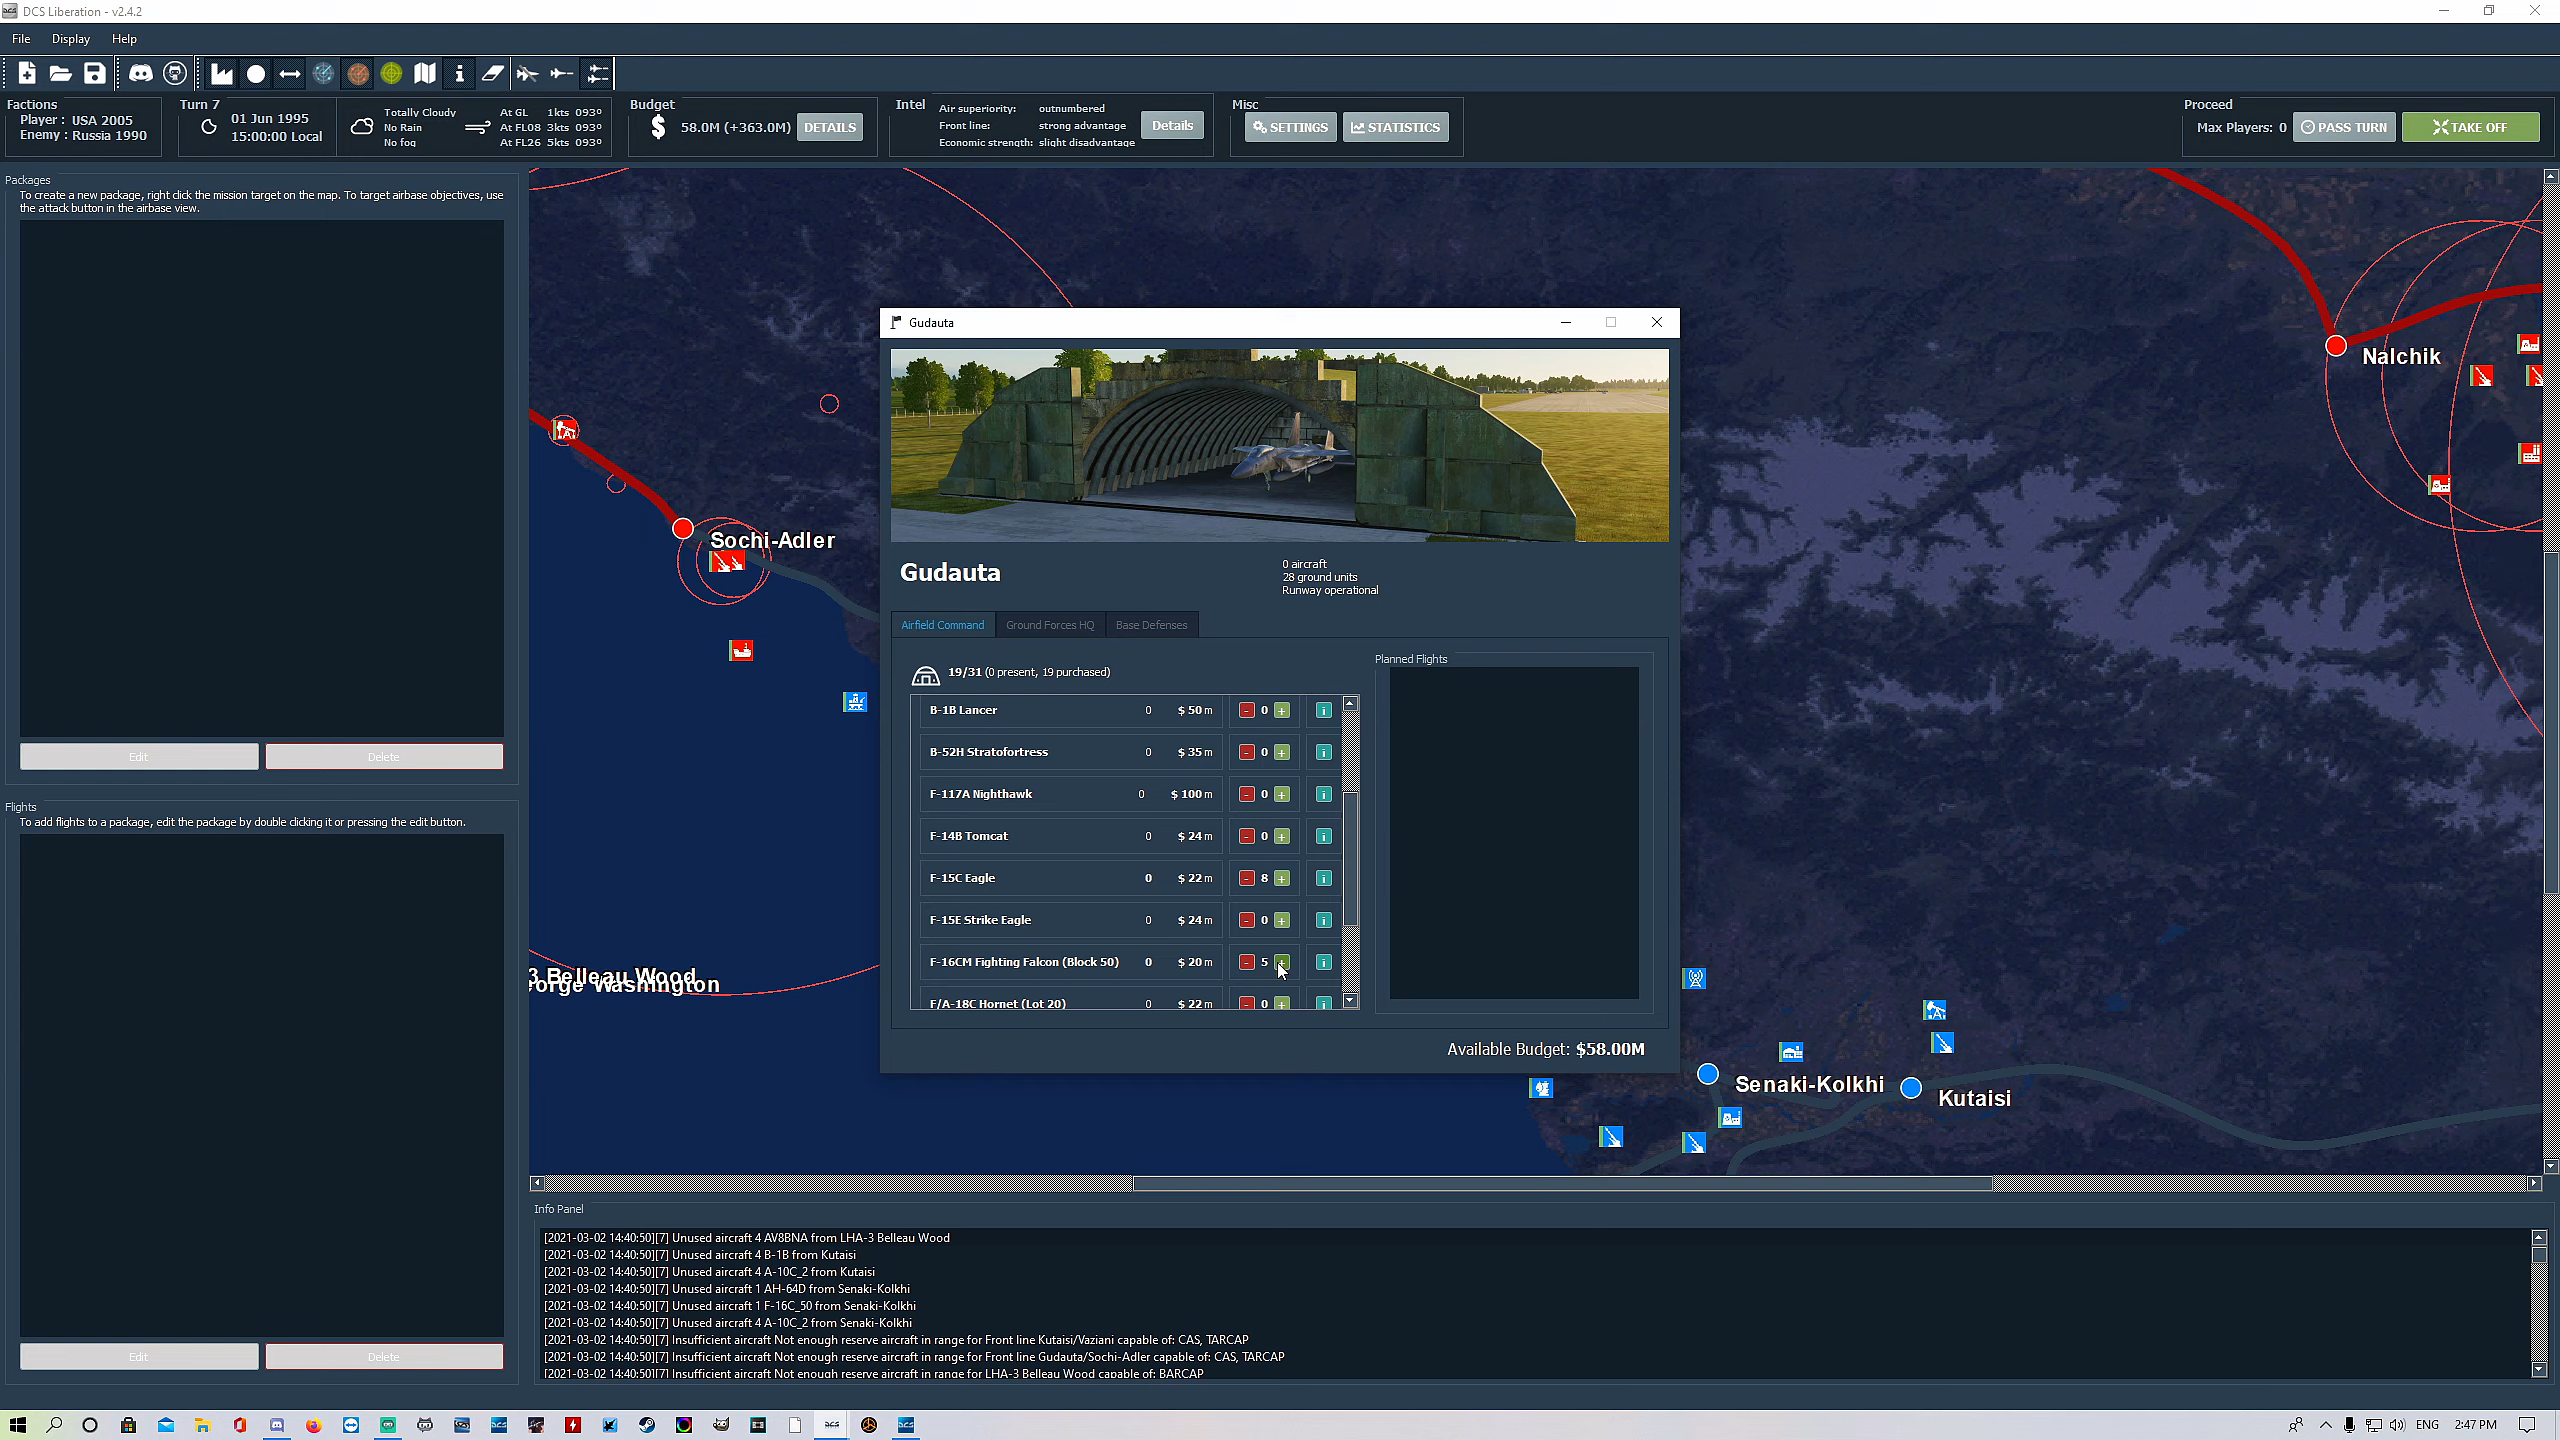 DCS Liberation - v2.4.2
File
Display
Help
Factions
Player : USA 2005
Enemy : Russia 1990
Turn 7
01 Jun 1995
15:00:00 Local
Totally Cloudy
No Rain
No fog
At GL 1kts 093º
At FL08 3kts 093º
At FL26 5kts 093º
Budget
58.0M (+363.0M)
DETAILS
Intel
Air superiority: outnumbered
Front line: strong advantage
Economic strength: slight disadvantage
Details
Misc
SETTINGS
STATISTICS
Proceed
Max Players: 0
PASS TURN
TAKE OFF
Packages
To create a new package, right click the mission target on the map. To target airbase objectives, use
the attack button in the airbase view.
Edit
Delete
Flights
To add flights to a package, edit the package by double clicking it or pressing the edit button.
Edit
Delete
Nalchik
Sochi-Adler
3 Belleau Wood
eorge Washington
Senaki-Kolkhi
Kutaisi
Gudauta
Gudauta
0 aircraft
28 ground units
Runway operational
Airfield Command
Ground Forces HQ
Base Defenses
19/31 (0 present, 19 purchased)
B-1B Lancer 0 $ 50 m - 0 + i
B-52H Stratofortress 0 $ 35 m - 0 + i
F-117A Nighthawk 0 $ 100 m - 0 + i
F-14B Tomcat 0 $ 24 m - 0 + i
F-15C Eagle 0 $ 22 m - 8 + i
F-15E Strike Eagle 0 $ 24 m - 0 + i
F-16CM Fighting Falcon (Block 50) 0 $ 20 m - 5 + i
F/A-18C Hornet (Lot 20) 0 $ 22 m - 0 + i
Planned Flights
Available Budget: $58.00M
Info Panel
[2021-03-02 14:40:50][7] Unused aircraft 4 AV8BNA from LHA-3 Belleau Wood
[2021-03-02 14:40:50][7] Unused aircraft 4 B-1B from Kutaisi
[2021-03-02 14:40:50][7] Unused aircraft 4 A-10C_2 from Kutaisi
[2021-03-02 14:40:50][7] Unused aircraft 1 AH-64D from Senaki-Kolkhi
[2021-03-02 14:40:50][7] Unused aircraft 1 F-16C_50 from Senaki-Kolkhi
[2021-03-02 14:40:50][7] Unused aircraft 4 A-10C_2 from Senaki-Kolkhi
[2021-03-02 14:40:50][7] Insufficient aircraft Not enough reserve aircraft in range for Front line Kutaisi/Vaziani capable of: CAS, TARCAP
[2021-03-02 14:40:50][7] Insufficient aircraft Not enough reserve aircraft in range for Front line Gudauta/Sochi-Adler capable of: CAS, TARCAP
[2021-03-02 14:40:50][7] Insufficient aircraft Not enough reserve aircraft in range for LHA-3 Belleau Wood capable of: BARCAP
ENG
2:47 PM